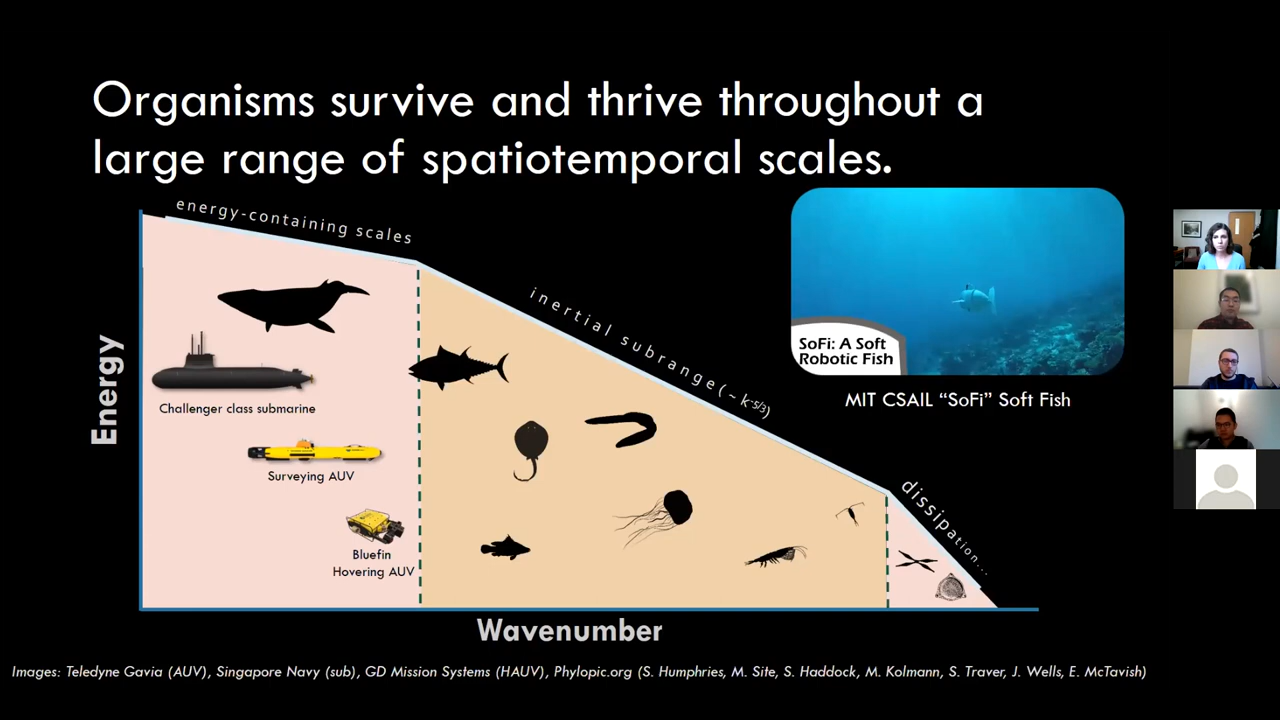 Organisms survive and thrive throughout a
large range of spatiotemporal scales.
energy-containing scales
inertial subrange (~ k-5/3)
dissipation...
Energy
Challenger class submarine
Surveying AUV
Bluefin
Hovering AUV
Wavenumber
SoFi: A Soft
Robotic Fish
MIT CSAIL “SoFi” Soft Fish
Images: Teledyne Gavia (AUV), Singapore Navy (sub), GD Mission Systems (HAUV), Phylopic.org (S. Humphries, M. Site, S. Haddock, M. Kolmann, S. Traver, J. Wells, E. McTavish)